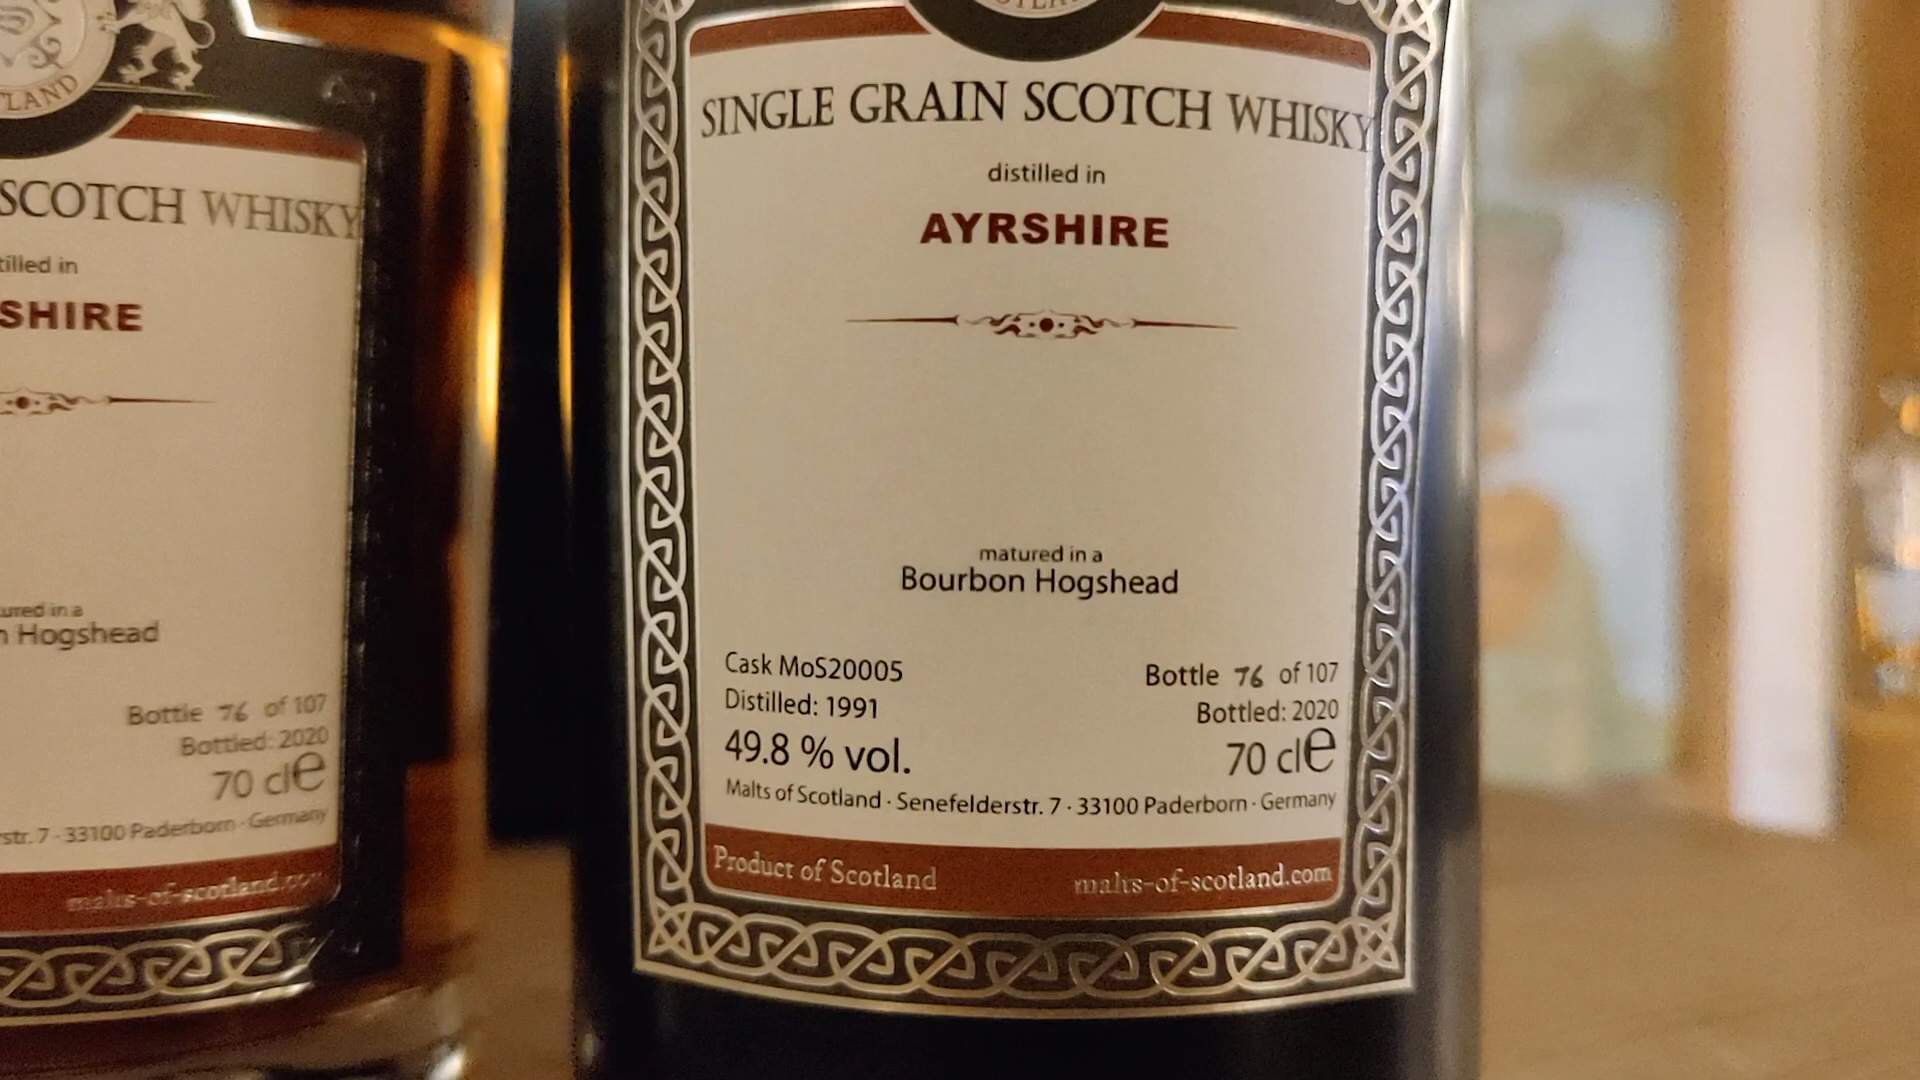 TLAND
SCOTCH WHISKY
tilled in
SHIRE
ured in a
n Hogshead
Bottle 76 of 107
Bottled: 2020
70 cl e
str. 7 · 33100 Paderborn · Germany
malts-of-scotland.com
SINGLE GRAIN SCOTCH WHISKY
distilled in
AYRSHIRE
matured in a
Bourbon Hogshead
Cask MoS20005 Bottle 76 of 107
Distilled: 1991 Bottled: 2020
49.8 % vol. 70 cl e
Malts of Scotland · Senefelderstr. 7 · 33100 Paderborn · Germany
Product of Scotland malts-of-scotland.com